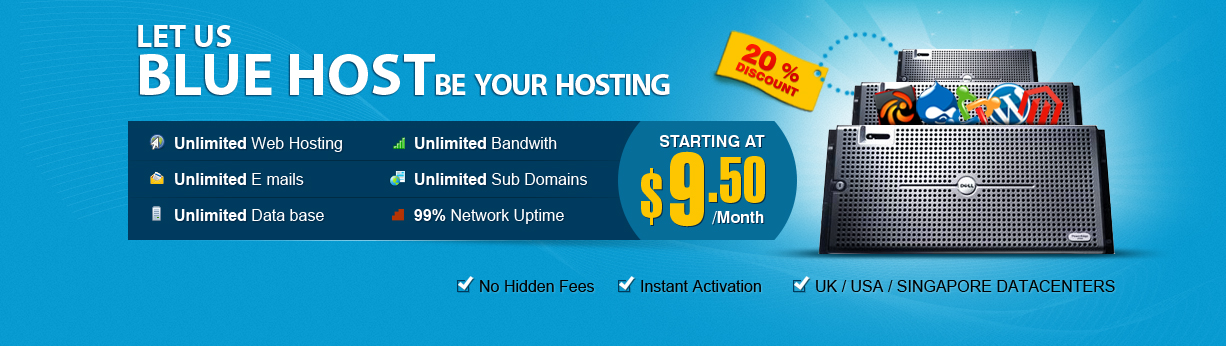 LET US
BLUE HOST BE YOUR HOSTING
20 %
DISCOUNT
Unlimited Web Hosting
Unlimited Bandwith
Unlimited E mails
Unlimited Sub Domains
Unlimited Data base
99% Network Uptime
STARTING AT
$9.50
/Month
DELL
DELL
No Hidden Fees
Instant Activation
UK / USA / SINGAPORE DATACENTERS